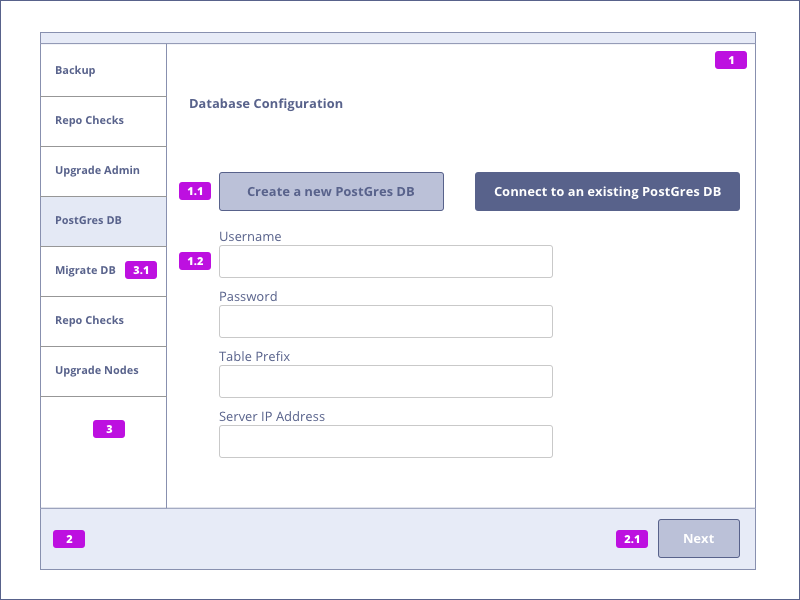 Backup
Repo Checks
Upgrade Admin
PostGres DB
Migrate DB 3.1
Repo Checks
Upgrade Nodes
3
1
Database Configuration
1.1 Create a new PostGres DB Connect to an existing PostGres DB
Username
1.2
Password
Table Prefix
Server IP Address
2 2.1 Next